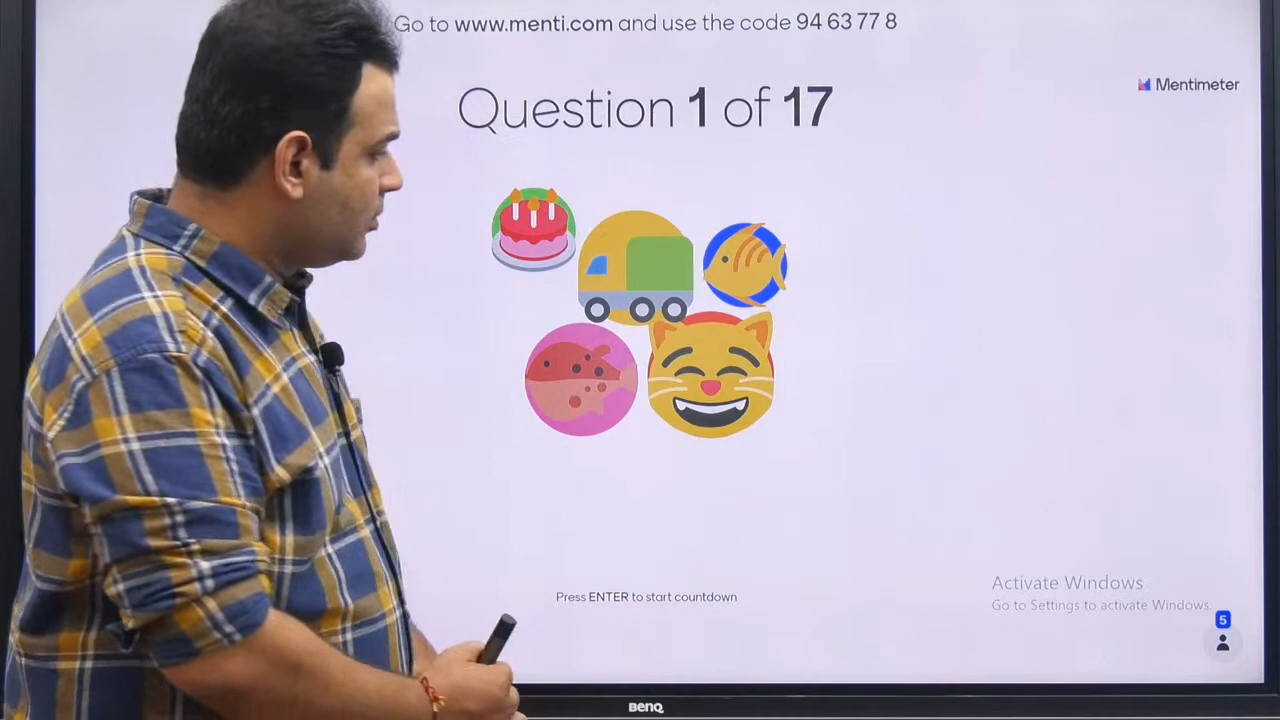 Go to www.menti.com and use the code 94 63 77 8
Mentimeter
Question 1 of 17
Press ENTER to start countdown
Activate Windows
Go to Settings to activate Windows.
5
BenQ